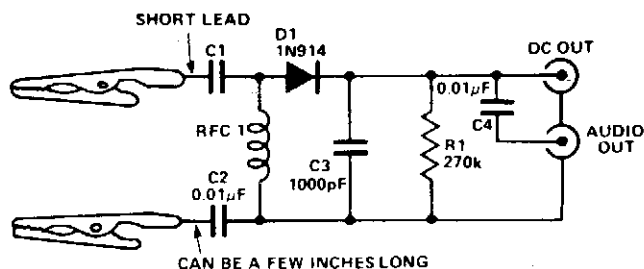 SHORT LEAD
C1
D1
1N914
DC OUT
0.01µF
C4
AUDIO
OUT
RFC 1
C3
1000pF
R1
270k
C2
0.01µF
CAN BE A FEW INCHES LONG